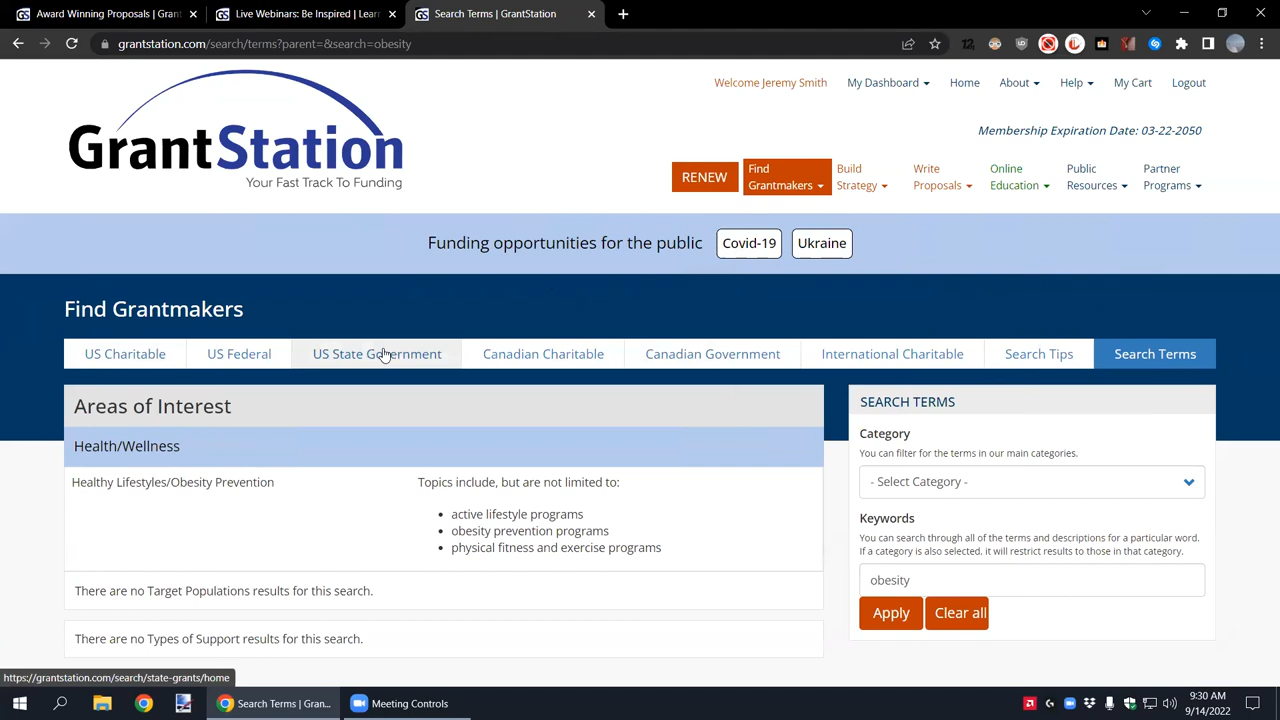 Award Winning Proposals | Grant
Live Webinars: Be Inspired | Learn
Search Terms | GrantStation
grantstation.com/search/terms?parent=&search=obesity
Welcome Jeremy Smith
My Dashboard
Home
About
Help
My Cart
Logout
GrantStation
Your Fast Track To Funding
Membership Expiration Date: 03-22-2050
RENEW
Find Grantmakers
Build Strategy
Write Proposals
Online Education
Public Resources
Partner Programs
Funding opportunities for the public
Covid-19
Ukraine
Find Grantmakers
US Charitable
US Federal
US State Government
Canadian Charitable
Canadian Government
International Charitable
Search Tips
Search Terms
Areas of Interest
Health/Wellness
Healthy Lifestyles/Obesity Prevention
Topics include, but are not limited to:
active lifestyle programs
obesity prevention programs
physical fitness and exercise programs
There are no Target Populations results for this search.
There are no Types of Support results for this search.
SEARCH TERMS
Category
You can filter for the terms in our main categories.
- Select Category -
Keywords
You can search through all of the terms and descriptions for a particular word.
If a category is also selected, it will restrict results to those in that category.
obesity
Apply
Clear all
https://grantstation.com/search/state-grants/home
Search Terms | Gran...
Meeting Controls
9:30 AM
9/14/2022